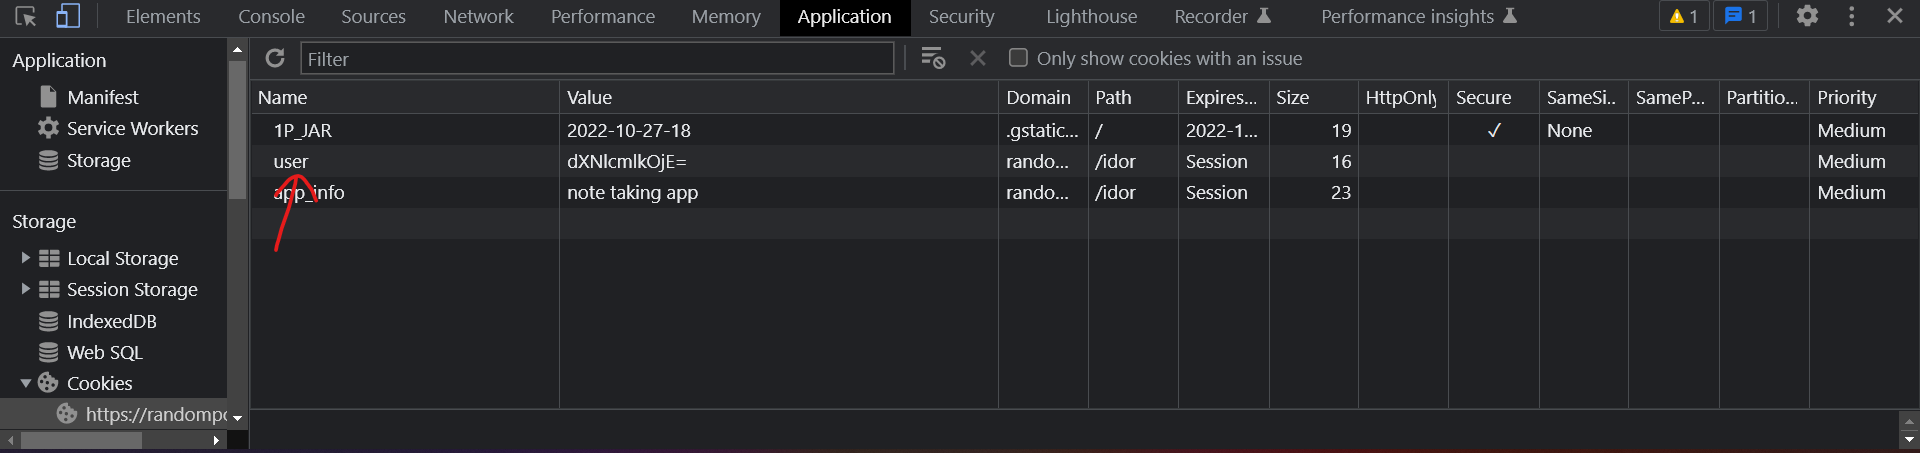 Elements Console Sources Network Performance Memory Application Security Lighthouse Recorder Performance insights 1 1
Application
Manifest
Service Workers
Storage
Storage
Local Storage
Session Storage
IndexedDB
Web SQL
Cookies
https://randompo
Filter Only show cookies with an issue
Name Value Domain Path Expires... Size HttpOnly Secure SameSi... SameP... Partitio... Priority
1P_JAR 2022-10-27-18 .gstatic... / 2022-1... 19 ✓ None Medium
user dXNlcmlkOjE= rando... /idor Session 16 Medium
app_info note taking app rando... /idor Session 23 Medium